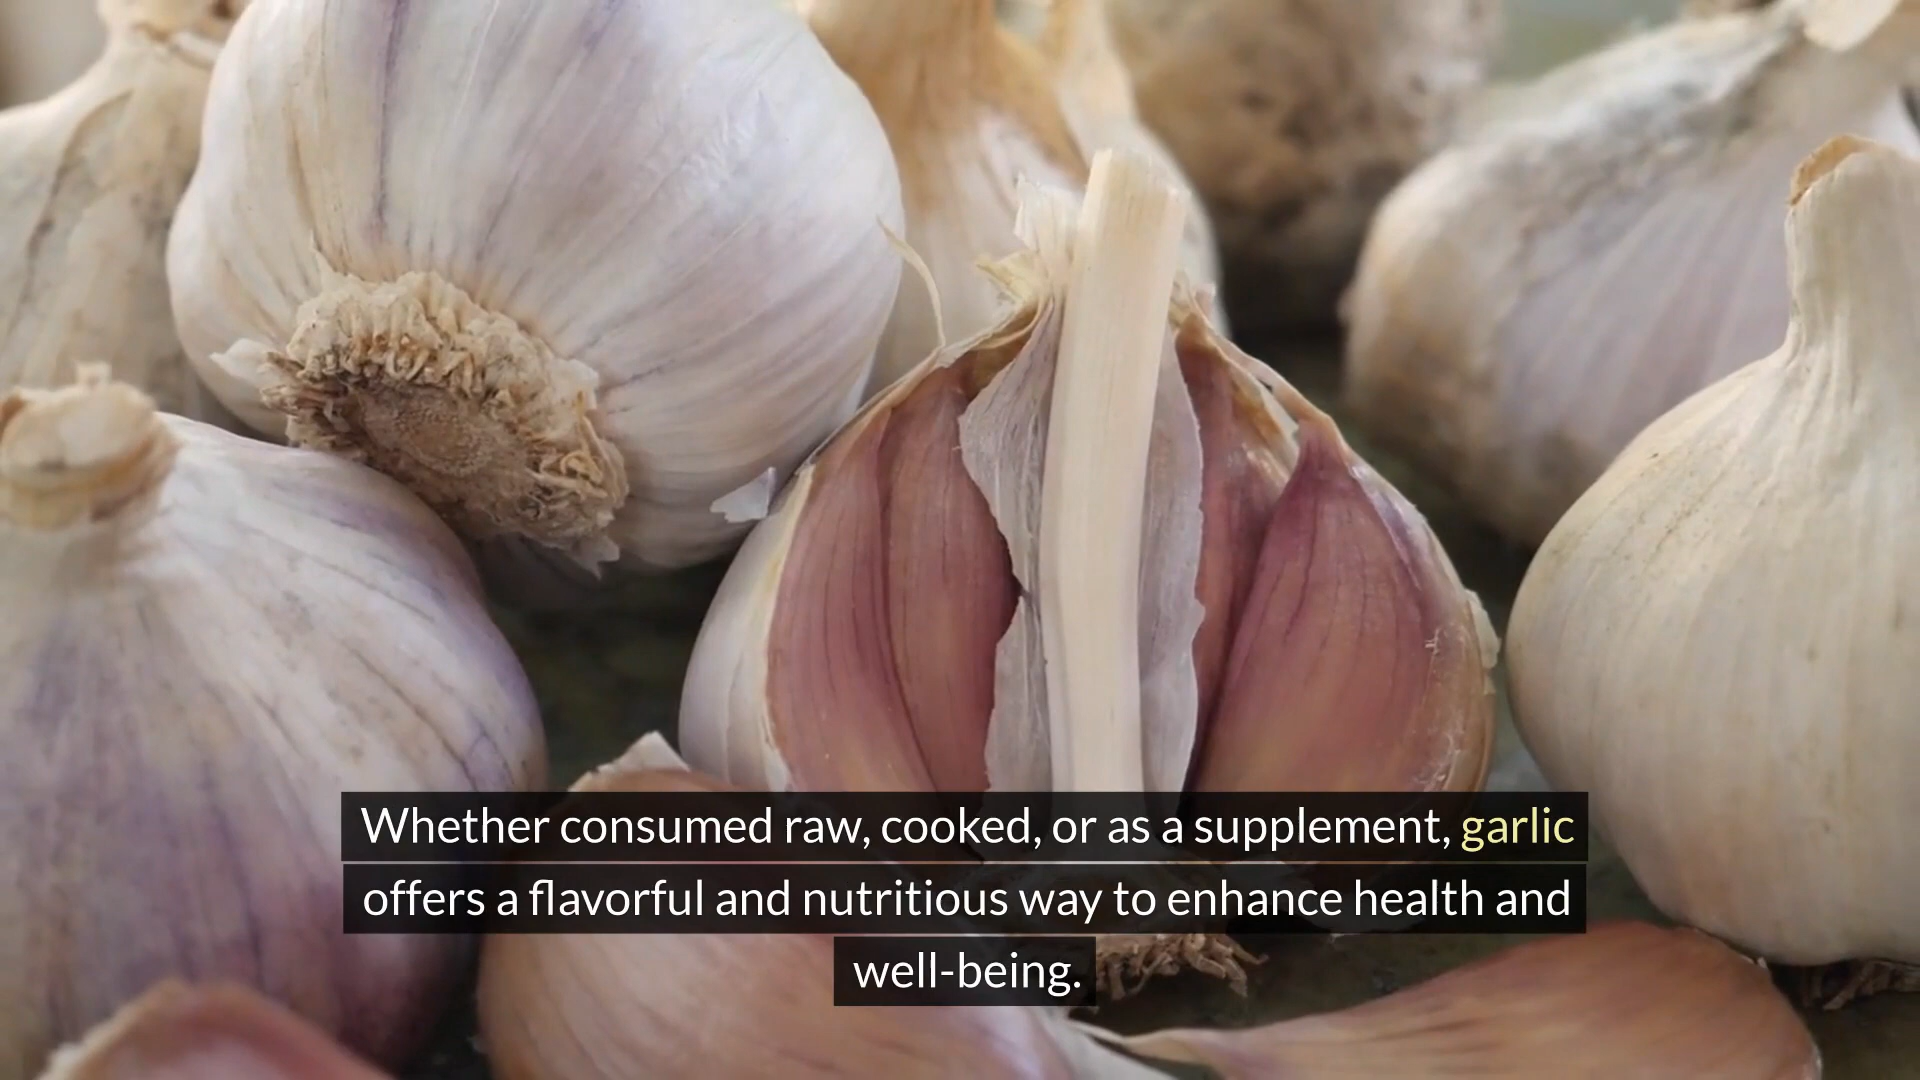 Whether consumed raw, cooked, or as a supplement, garlic
offers a flavorful and nutritious way to enhance health and
well-being.